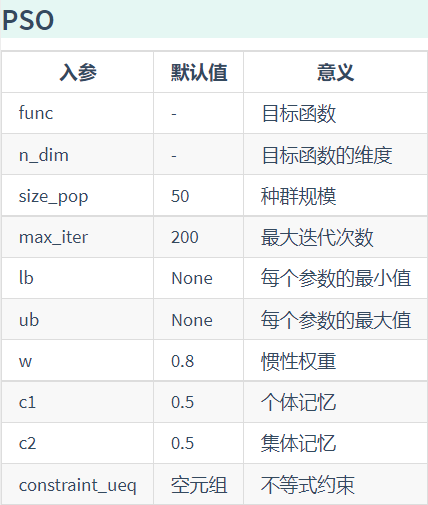 PSO
入参 默认值 意义
func - 目标函数
n_dim - 目标函数的维度
size_pop 50 种群规模
max_iter 200 最大迭代次数
lb None 每个参数的最小值
ub None 每个参数的最大值
w 0.8 惯性权重
c1 0.5 个体记忆
c2 0.5 集体记忆
constraint_ueq 空元组 不等式约束